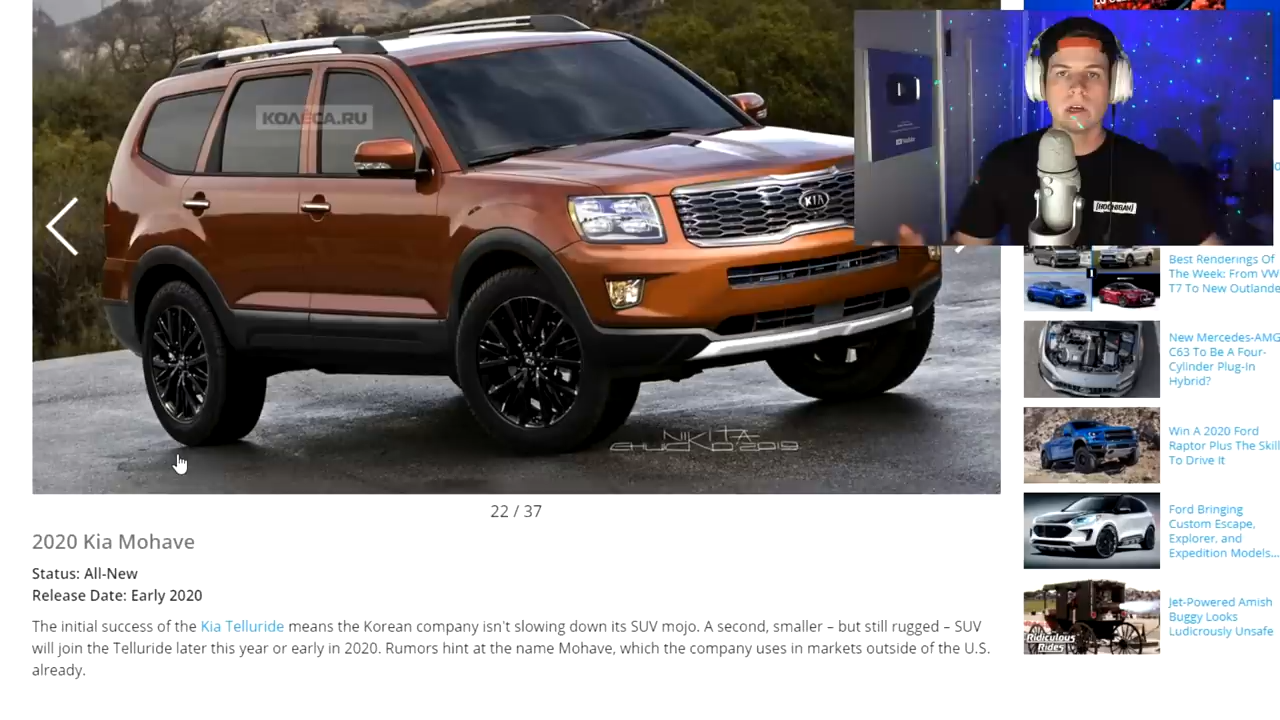 КОЛЕСА.RU
KIA
NIKITA
CHUICKO'2019
22 / 37
2020 Kia Mohave
Status: All-New
Release Date: Early 2020
The initial success of the Kia Telluride means the Korean company isn't slowing down its SUV mojo. A second, smaller – but still rugged – SUV
will join the Telluride later this year or early in 2020. Rumors hint at the name Mohave, which the company uses in markets outside of the U.S.
already.
YouTube
[HOONIGAN]
Best Renderings Of
The Week: From VW
T7 To New Outlande
New Mercedes-AMG
C63 To Be A Four-
Cylinder Plug-In
Hybrid?
Win A 2020 Ford
Raptor Plus The Skill
To Drive It
Ford Bringing
Custom Escape,
Explorer, and
Expedition Models...
Ridiculous
Rides
Jet-Powered Amish
Buggy Looks
Ludicrously Unsafe